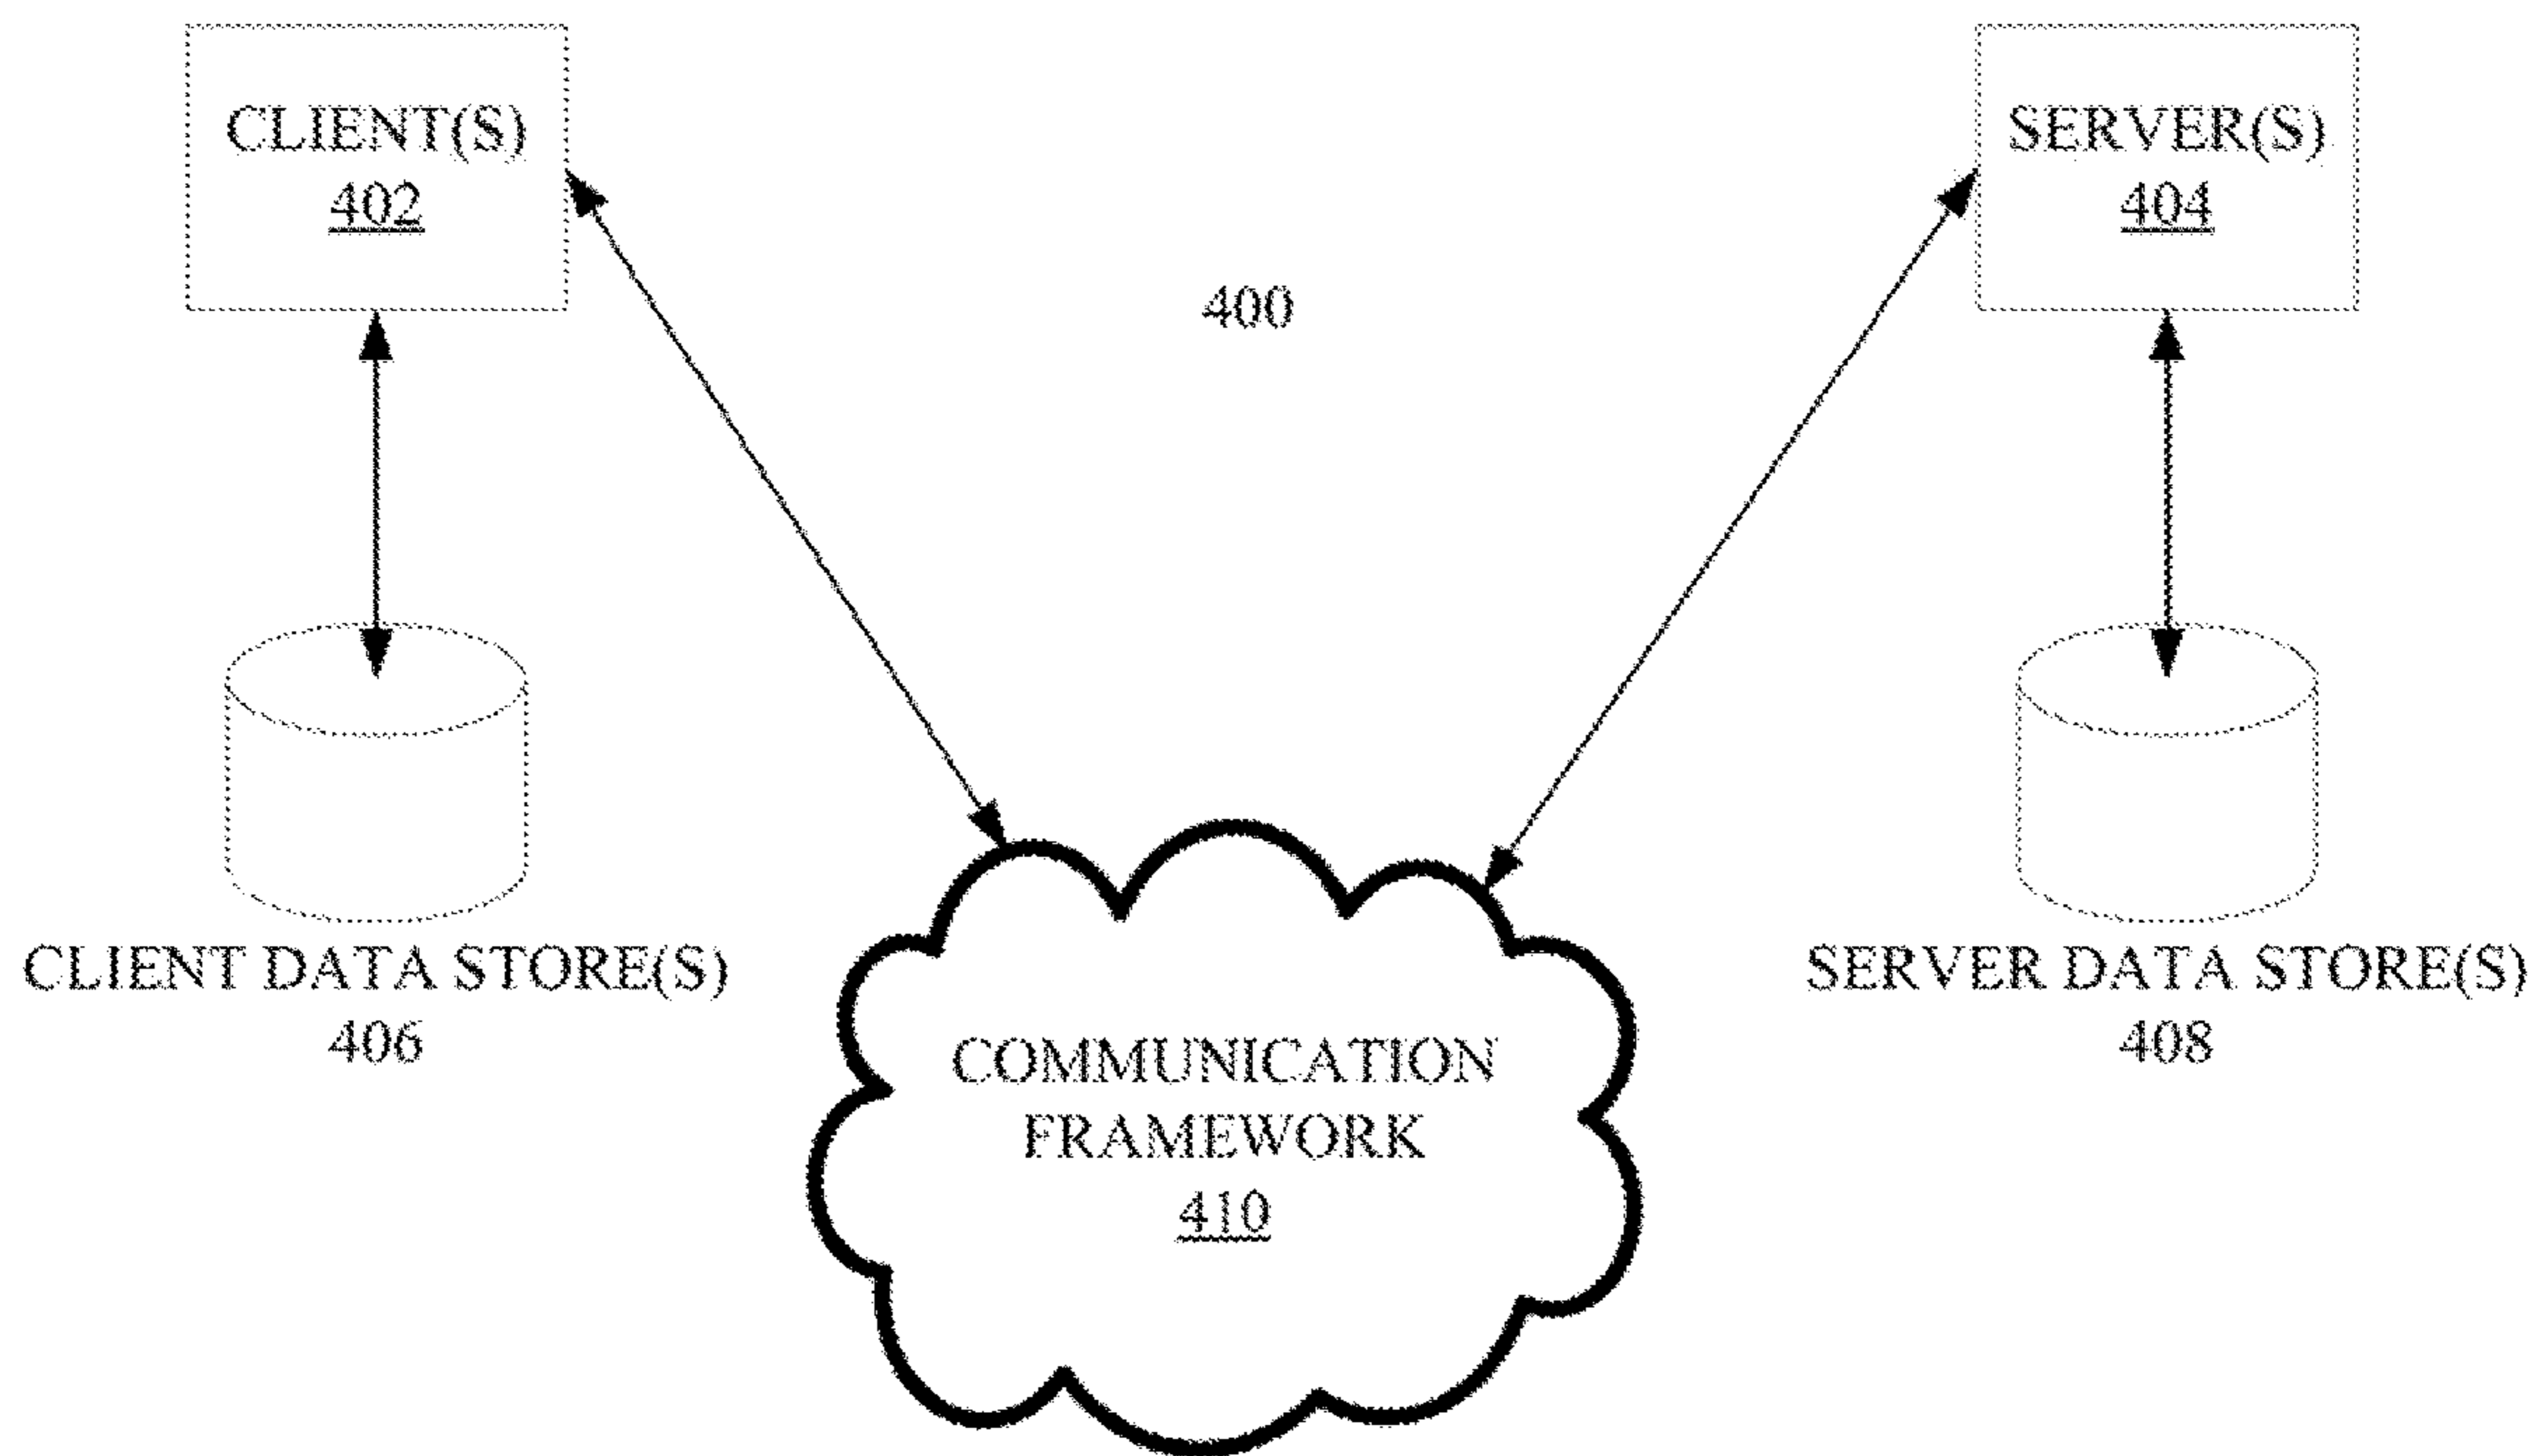 CLIENT(S)
402
SERVER(S)
404
400
CLIENT DATA STORE(S)
406
SERVER DATA STORE(S)
408
COMMUNICATION
FRAMEWORK
410